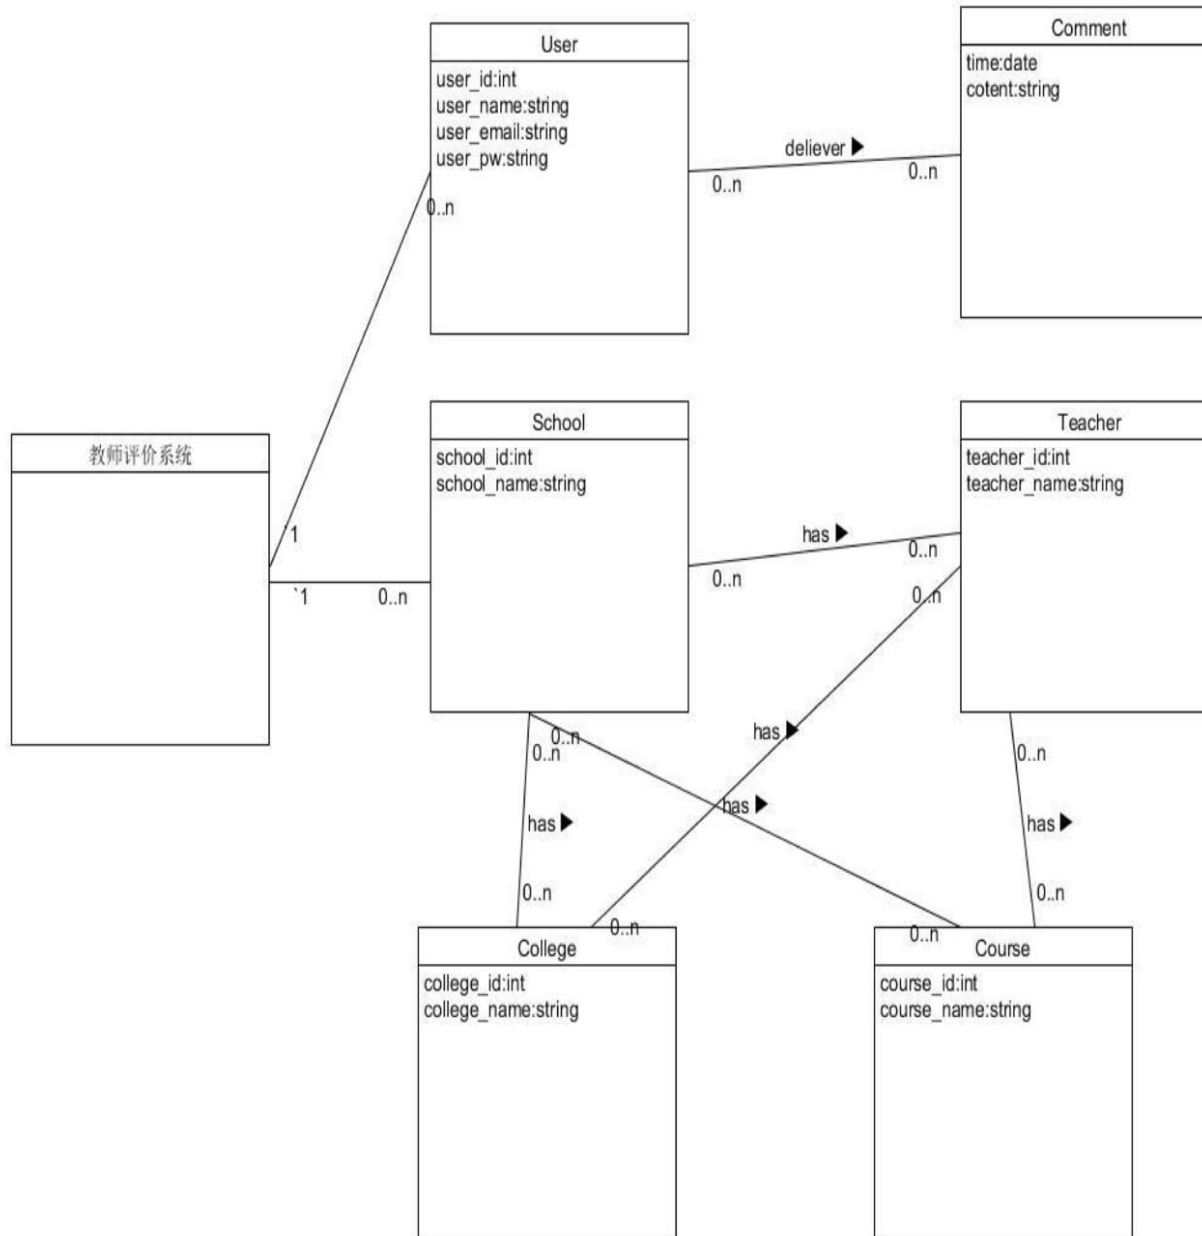 User
user_id:int
user_name:string
user_email:string
user_pw:string
Comment
time:date
cotent:string
deliever
0..n
0..n
0..n
教师评价系统
`1
`1
0..n
School
school_id:int
school_name:string
Teacher
teacher_id:int
teacher_name:string
has
0..n
0..n
0..n
has
0..n
0..n
has
0..n
has
has
0..n
0..n
0..n
0..n
0..n
College
college_id:int
college_name:string
Course
course_id:int
course_name:string